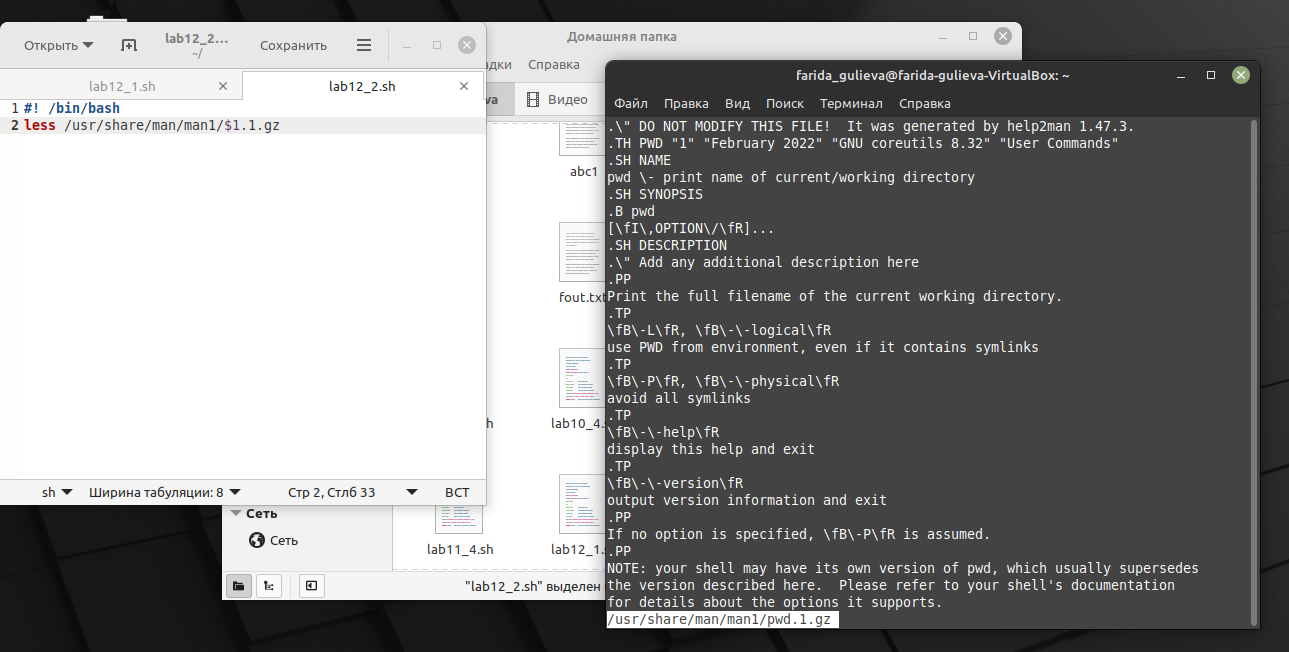 Открыть
lab12_2...
~/
Сохранить
lab12_1.sh
lab12_2.sh
1 #! /bin/bash
2 less /usr/share/man/man1/$1.1.gz
sh
Ширина табуляции: 8
Стр 2, Стлб 33
ВСТ
Домашняя папка
Справка
Видео
abc1
fout.txt
lab10_4.s
lab11_4.sh
lab12_1.s
Сеть
Сеть
"lab12_2.sh" выделен
farida_gulieva@farida-gulieva-VirtualBox: ~
Файл Правка Вид Поиск Терминал Справка
.\" DO NOT MODIFY THIS FILE!  It was generated by help2man 1.47.3.
.TH PWD "1" "February 2022" "GNU coreutils 8.32" "User Commands"
.SH NAME
pwd \- print name of current/working directory
.SH SYNOPSIS
.B pwd
[\fI\,OPTION\/\fR]...
.SH DESCRIPTION
.\" Add any additional description here
.PP
Print the full filename of the current working directory.
.TP
\fB\-L\fR, \fB\-\-logical\fR
use PWD from environment, even if it contains symlinks
.TP
\fB\-P\fR, \fB\-\-physical\fR
avoid all symlinks
.TP
\fB\-\-help\fR
display this help and exit
.TP
\fB\-\-version\fR
output version information and exit
.PP
If no option is specified, \fB\-P\fR is assumed.
.PP
NOTE: your shell may have its own version of pwd, which usually supersedes
the version described here.  Please refer to your shell's documentation
for details about the options it supports.
/usr/share/man/man1/pwd.1.gz